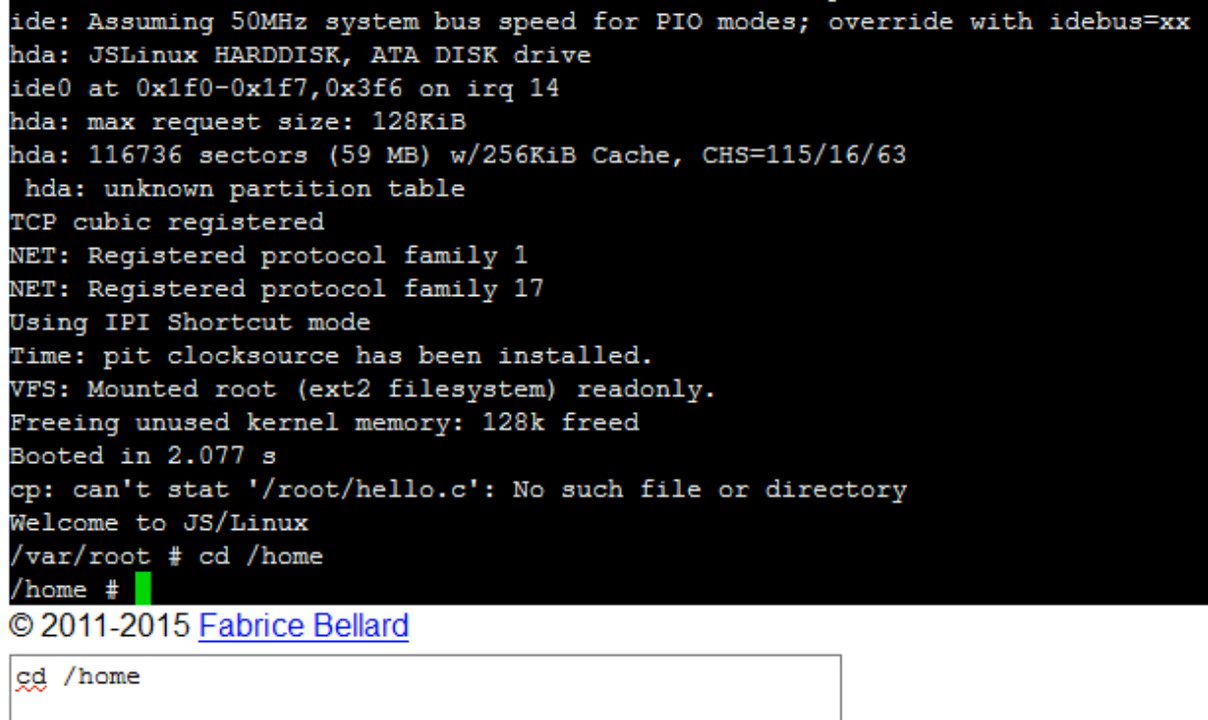 ide: Assuming 50MHz system bus speed for PIO modes; override with idebus=xx
hda: JSLinux HARDDISK, ATA DISK drive
ide0 at 0x1f0-0x1f7,0x3f6 on irq 14
hda: max request size: 128KiB
hda: 116736 sectors (59 MB) w/256KiB Cache, CHS=115/16/63
 hda: unknown partition table
TCP cubic registered
NET: Registered protocol family 1
NET: Registered protocol family 17
Using IPI Shortcut mode
Time: pit clocksource has been installed.
VFS: Mounted root (ext2 filesystem) readonly.
Freeing unused kernel memory: 128k freed
Booted in 2.077 s
cp: can't stat '/root/hello.c': No such file or directory
Welcome to JS/Linux
/var/root # cd /home
/home #
© 2011-2015 Fabrice Bellard
cd /home